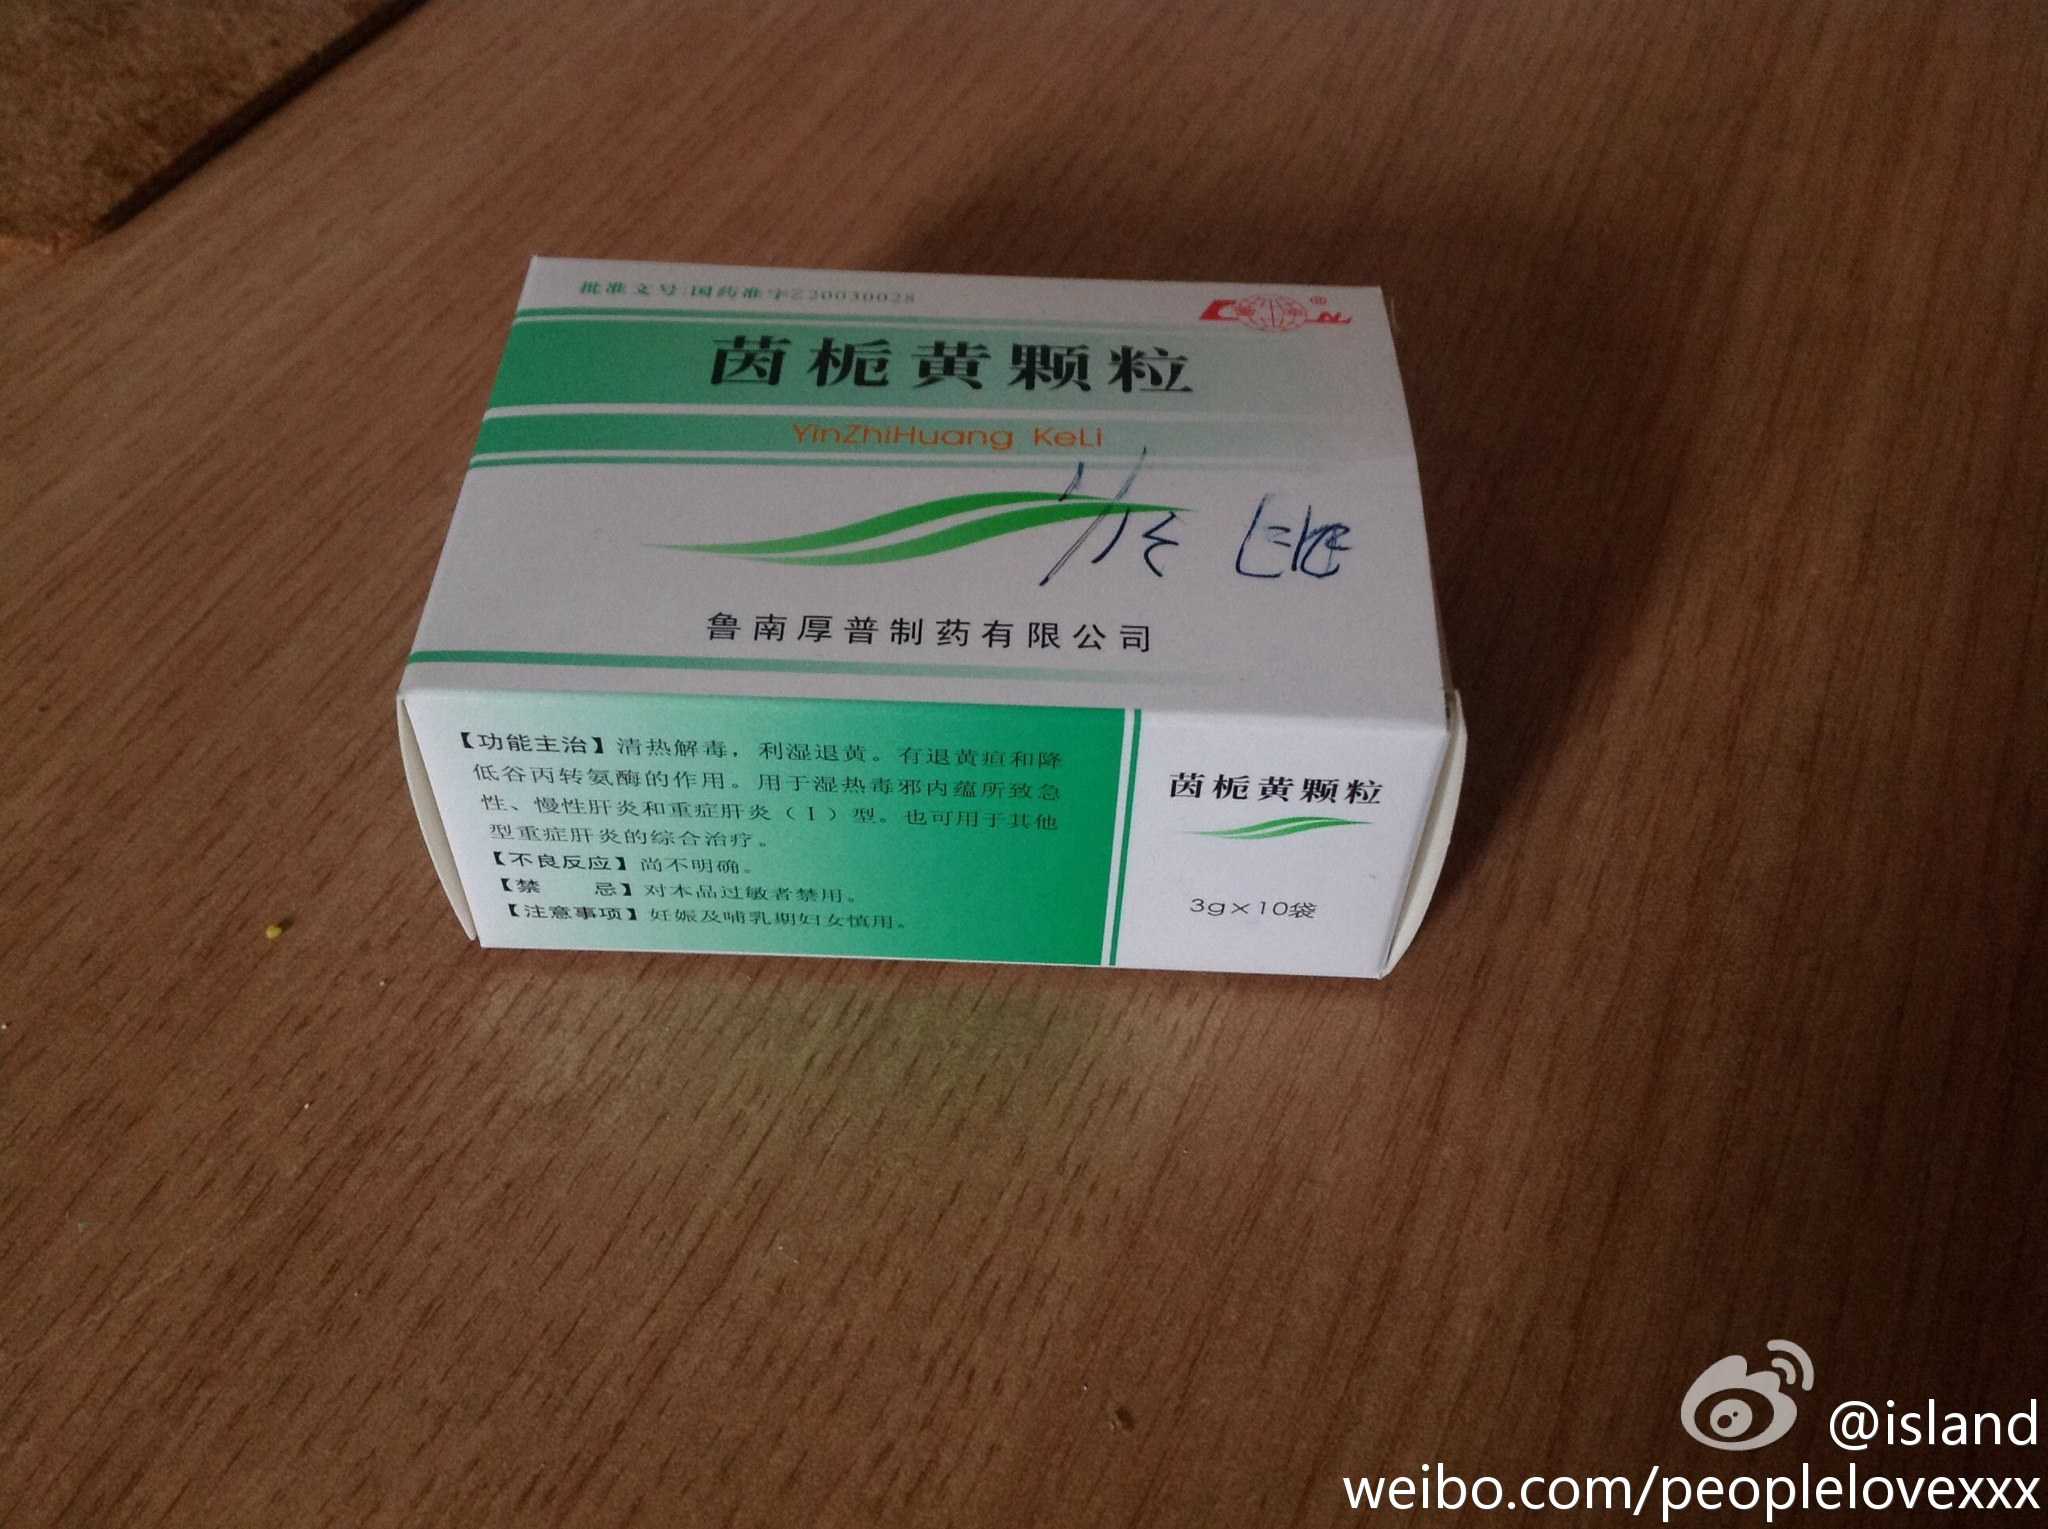 批准文号:国药准字Z20030028
茵栀黄颗粒
YinZhiHuang KeLi
鲁南厚普制药有限公司
【功能主治】清热解毒，利湿退黄。有退黄疸和降
低谷丙转氨酶的作用。用于湿热毒邪内蕴所致急
性、慢性肝炎和重症肝炎（Ⅰ）型。也可用于其他
型重症肝炎的综合治疗。
【不良反应】尚不明确。
【禁 忌】对本品过敏者禁用。
【注意事项】妊娠及哺乳期妇女慎用。
茵栀黄颗粒
3g×10袋
@island
weibo.com/peoplelovexxx